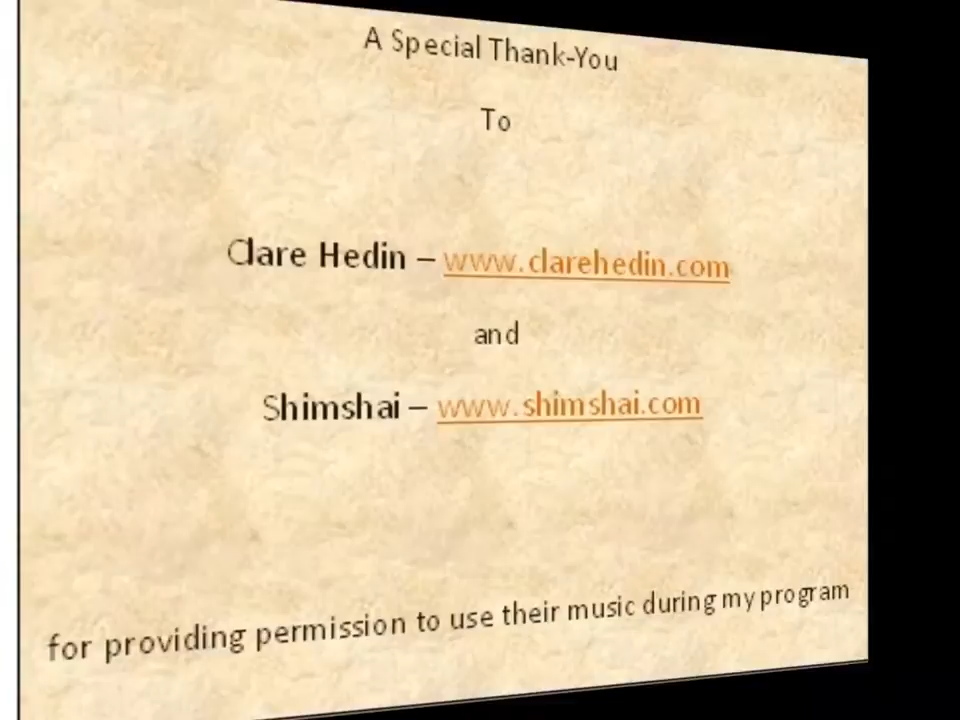 A Special Thank-You
To
Clare Hedin – www.clarehedin.com
and
Shimshai – www.shimshai.com
for providing permission to use their music during my program